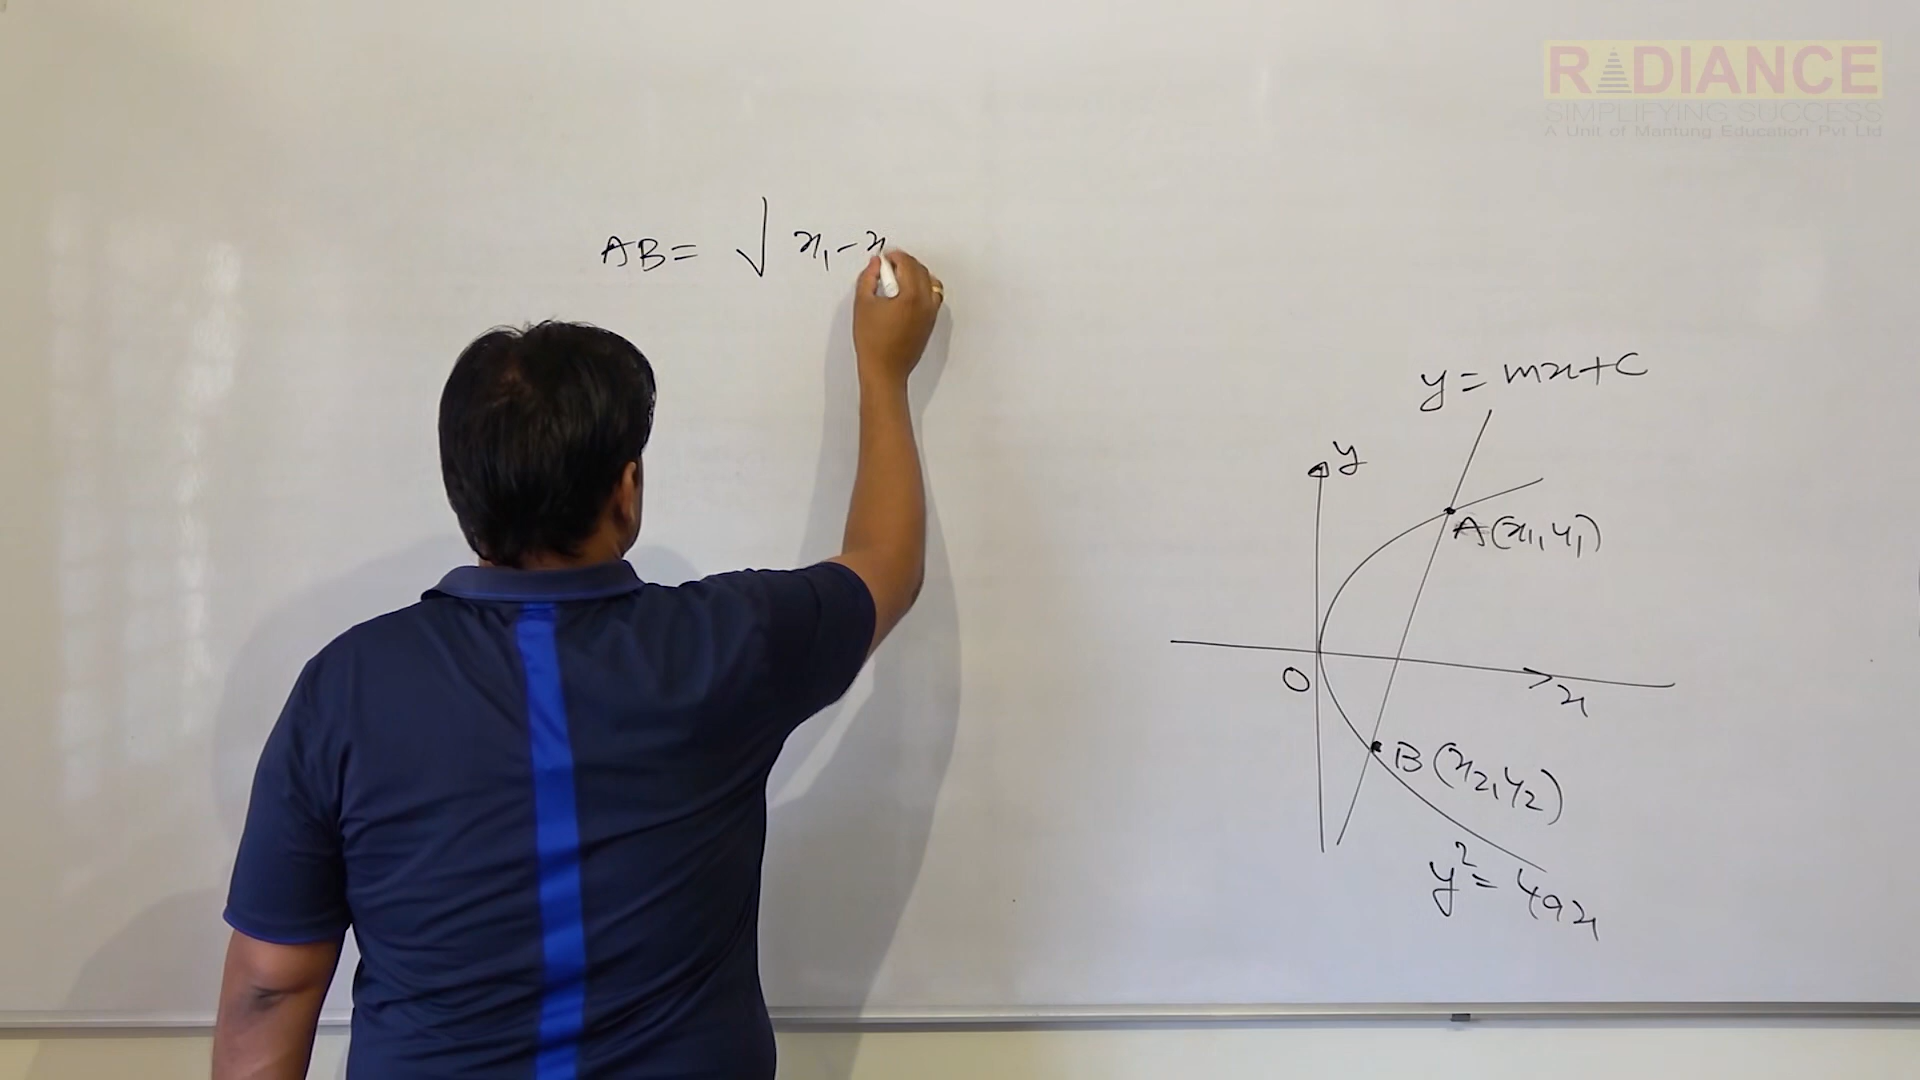 RADIANCE
SIMPLIFYING SUCCESS
A Unit of Mantung Education Pvt Ltd
AB = √ x₁ - x
y = mx + c
y
A(x₁, y₁)
O
x
B(x₂, y₂)
y² = 4ax